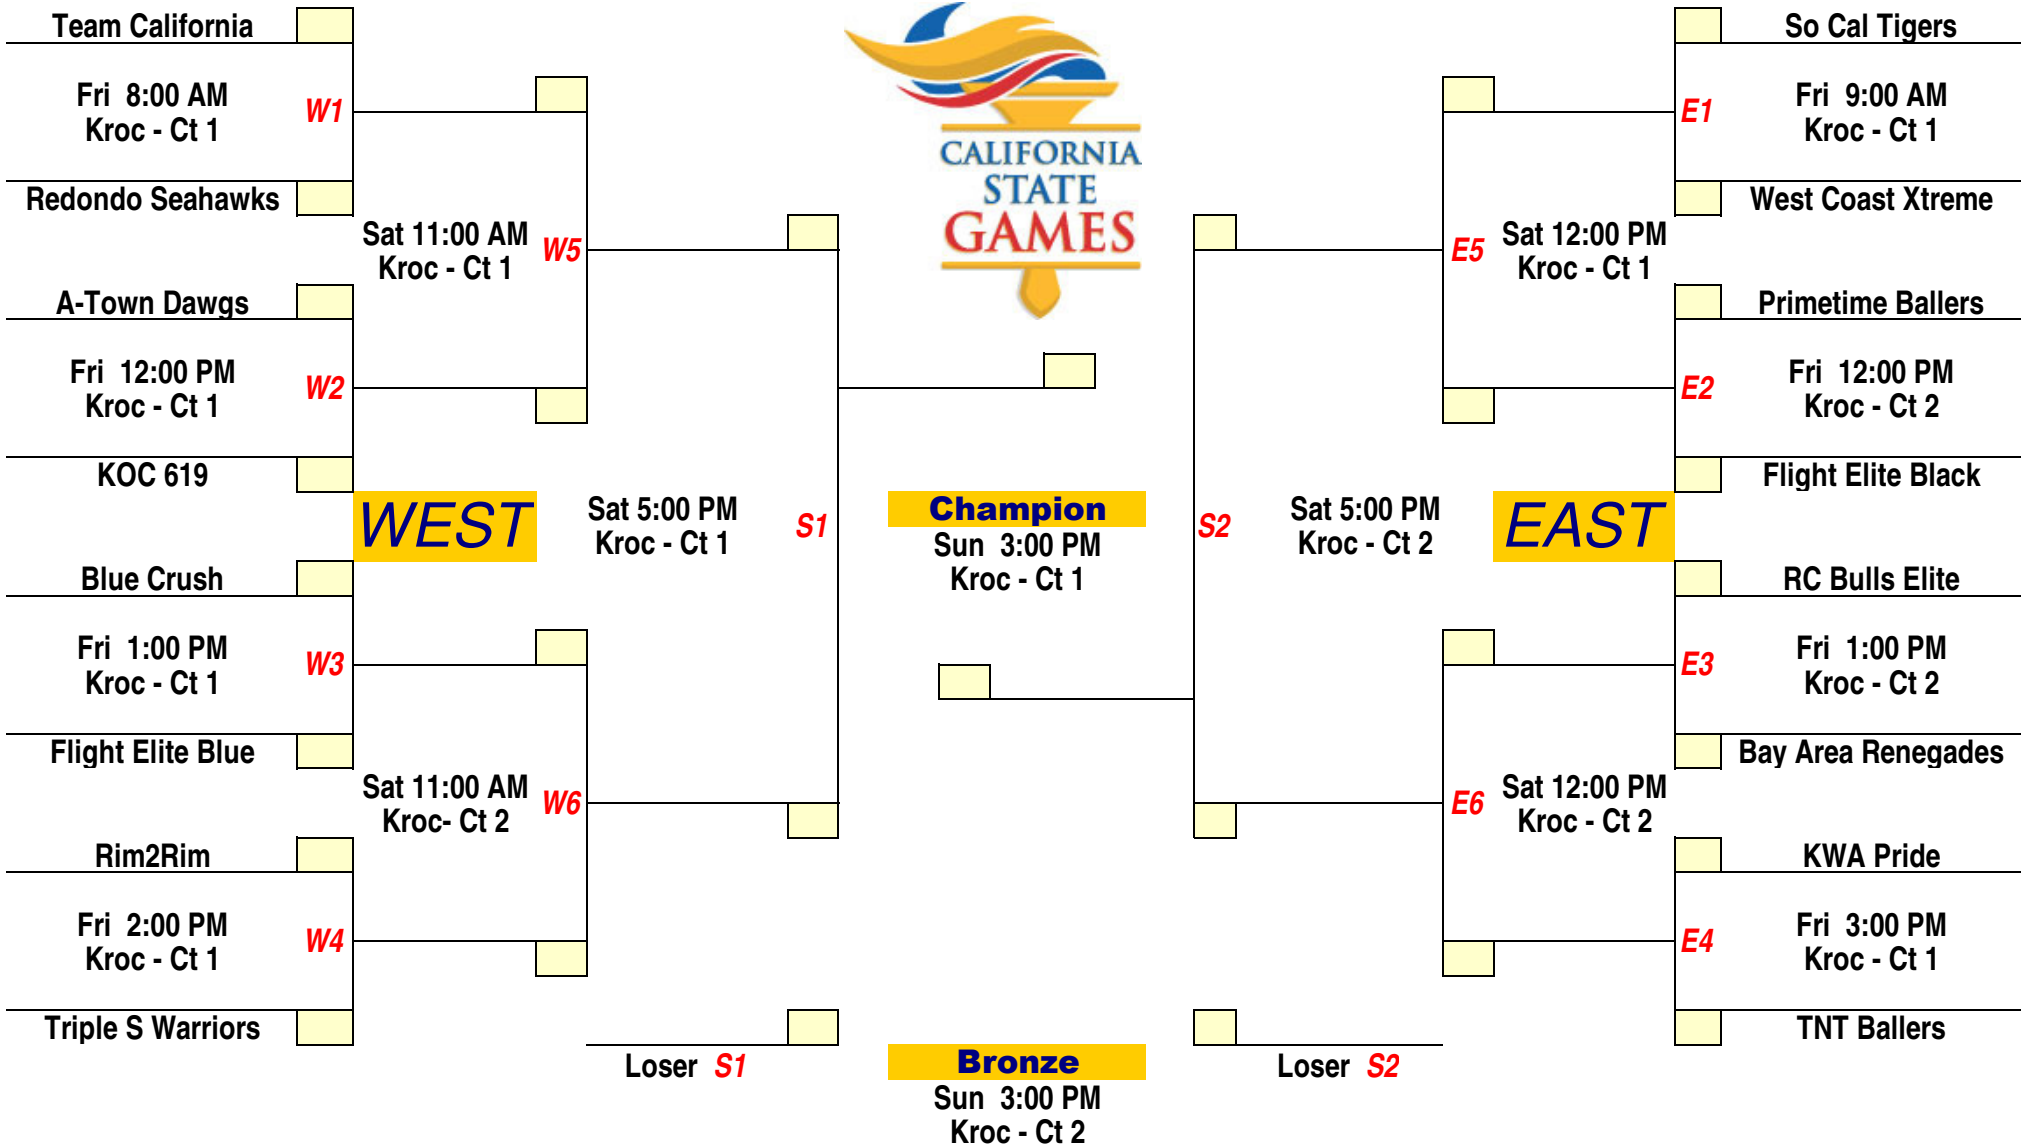 Team California
Fri 8:00 AM
Kroc - Ct 1
W1
Redondo Seahawks
Sat 11:00 AM
Kroc - Ct 1
W5
A-Town Dawgs
Fri 12:00 PM
Kroc - Ct 1
W2
KOC 619
WEST
Sat 5:00 PM
Kroc - Ct 1
S1
Blue Crush
Fri 1:00 PM
Kroc - Ct 1
W3
Flight Elite Blue
Sat 11:00 AM
Kroc- Ct 2
W6
Rim2Rim
Fri 2:00 PM
Kroc - Ct 1
W4
Triple S Warriors
Loser S1
CALIFORNIA
STATE
GAMES
Champion
Sun 3:00 PM
Kroc - Ct 1
Bronze
Sun 3:00 PM
Kroc - Ct 2
So Cal Tigers
E1
Fri 9:00 AM
Kroc - Ct 1
West Coast Xtreme
E5
Sat 12:00 PM
Kroc - Ct 1
Primetime Ballers
E2
Fri 12:00 PM
Kroc - Ct 2
Flight Elite Black
S2
Sat 5:00 PM
Kroc - Ct 2
EAST
RC Bulls Elite
E3
Fri 1:00 PM
Kroc - Ct 2
Bay Area Renegades
E6
Sat 12:00 PM
Kroc - Ct 2
KWA Pride
E4
Fri 3:00 PM
Kroc - Ct 1
TNT Ballers
Loser S2